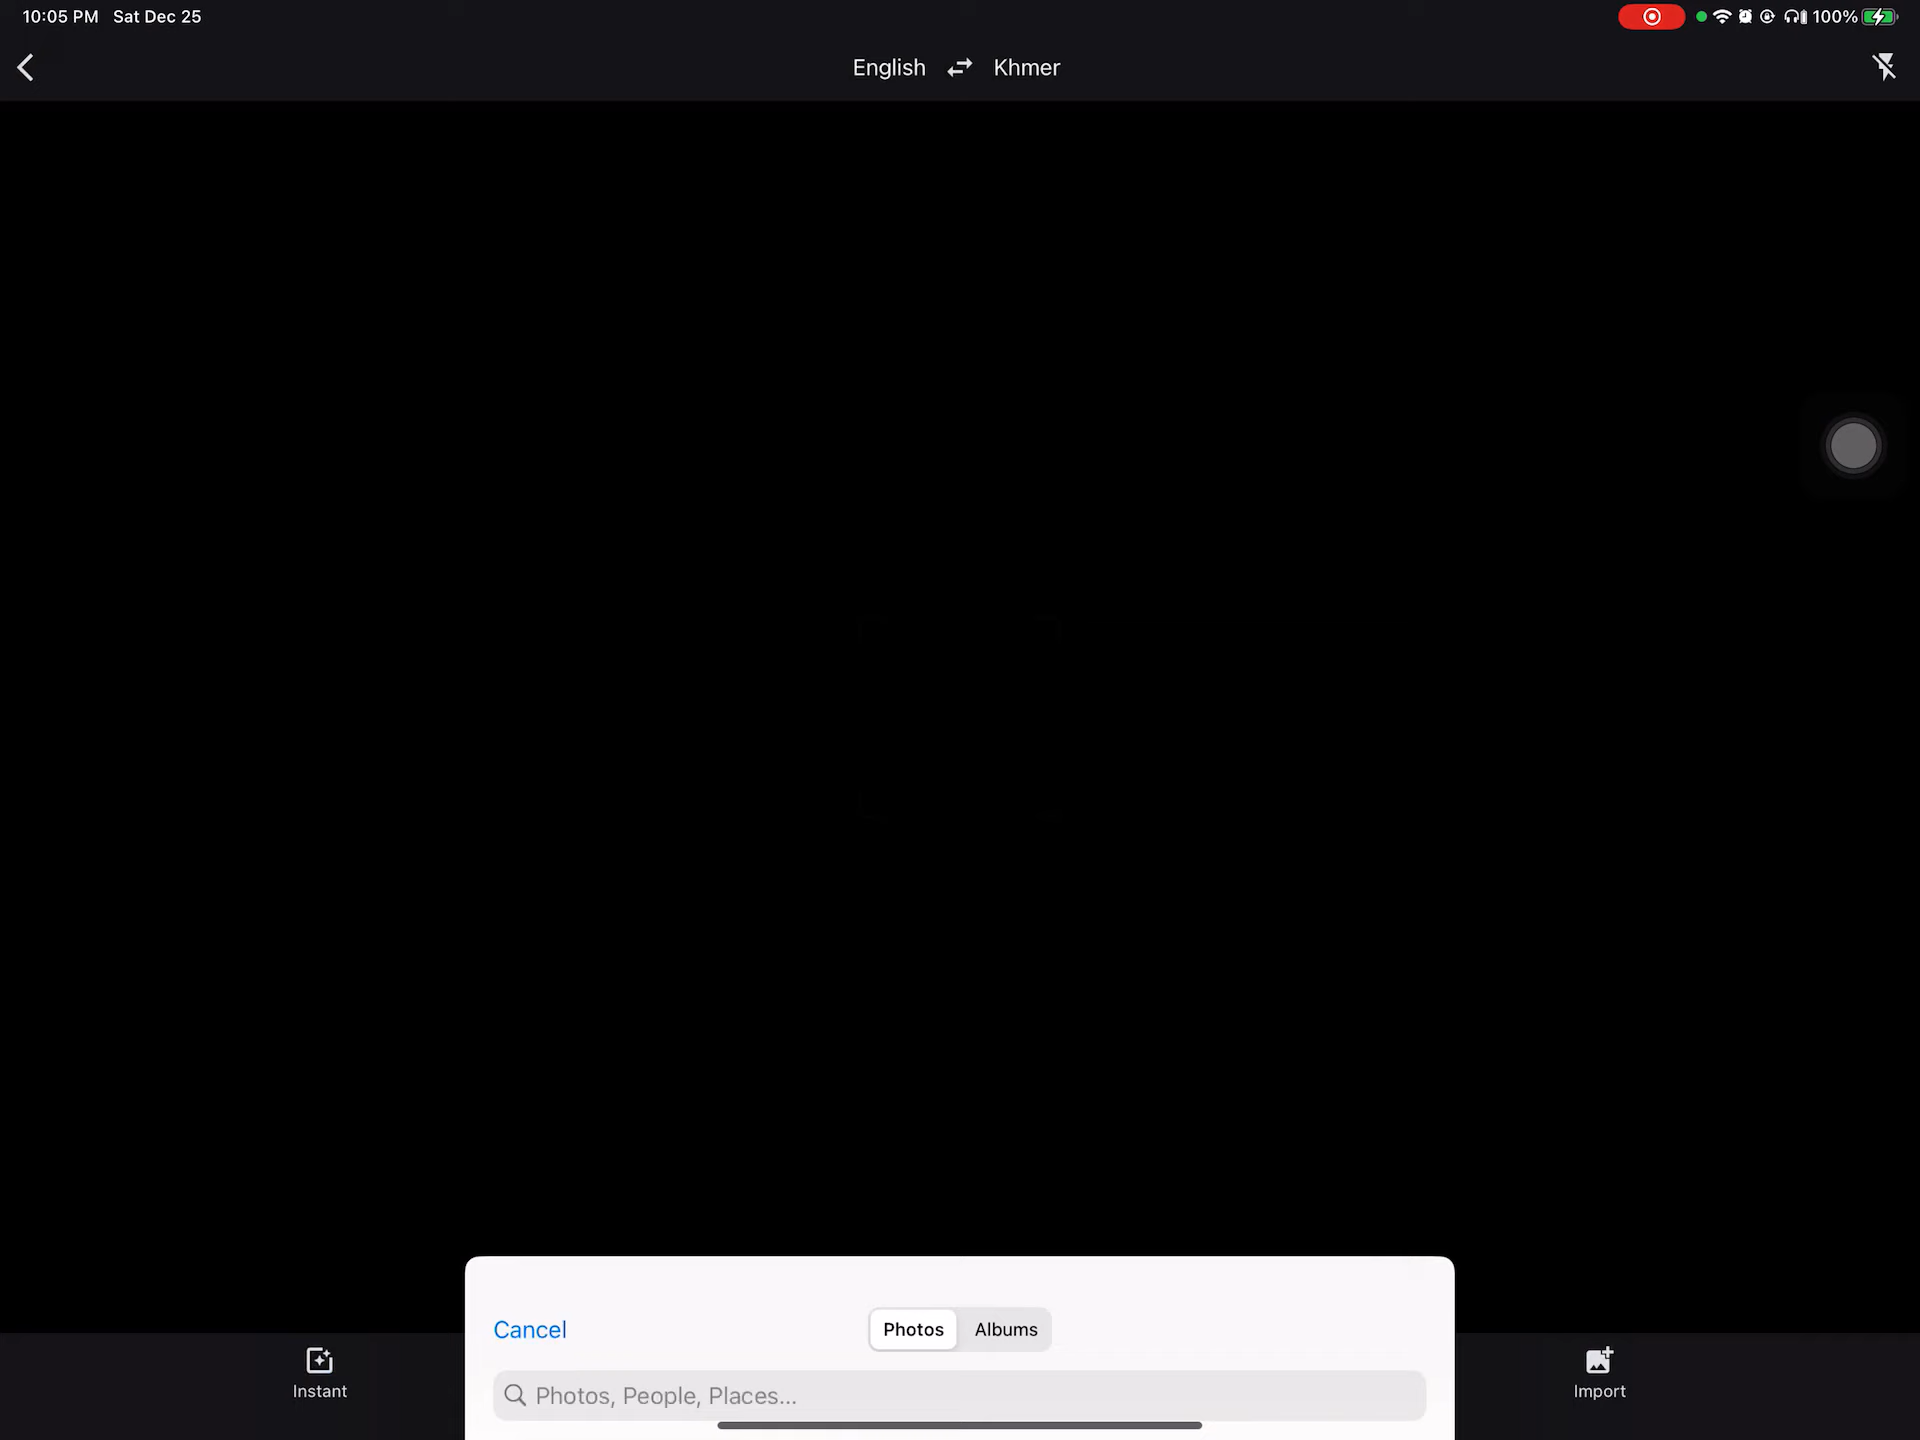 10:05 PM Sat Dec 25
100%
English Khmer
Cancel
Photos Albums
Photos, People, Places...
Instant
Import